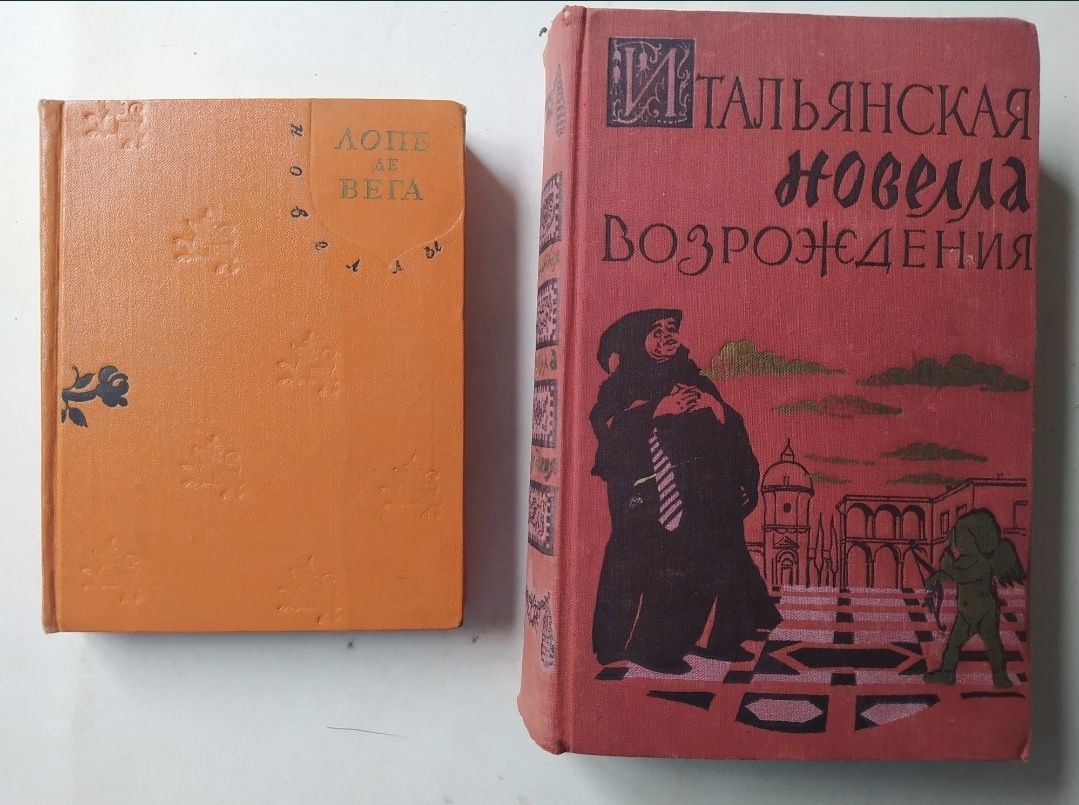 ЛОПЕ
ДЕ
ВЕГА
новеллы
ИТАЛЬЯНСКАЯ
новелла
ВОЗРОЖДЕНИЯ